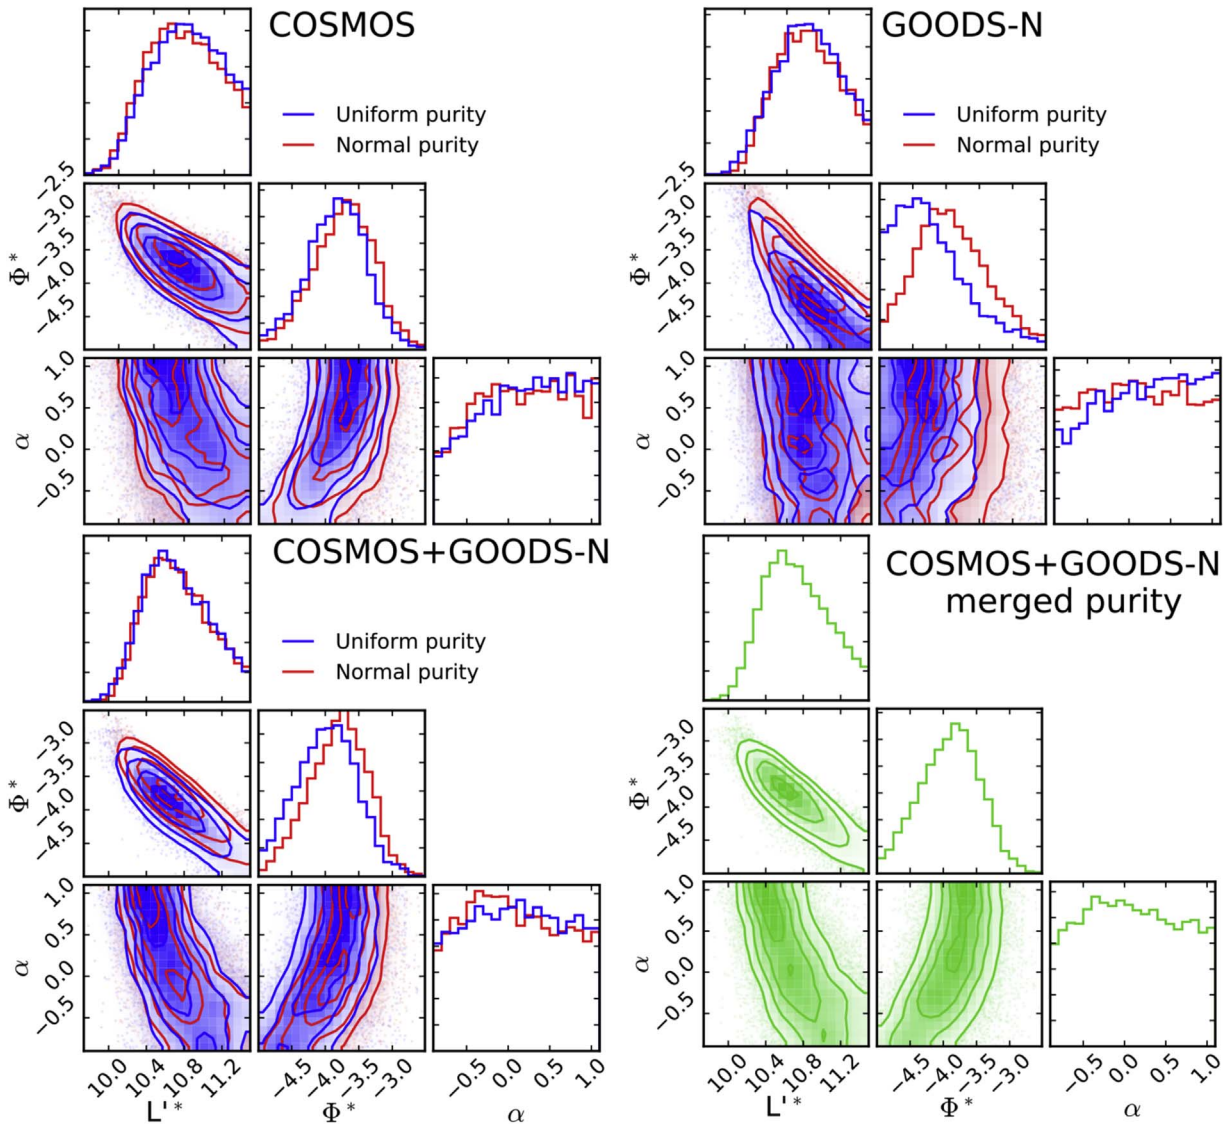 COSMOS
Uniform purity
Normal purity
−2.5
−3.0
−3.5
−4.0
−4.5
Φ*
1.0
0.5
0.0
−0.5
α
GOODS-N
Uniform purity
Normal purity
−2.5
−3.0
−3.5
−4.0
−4.5
Φ*
1.0
0.5
0.0
−0.5
α
COSMOS+GOODS-N
Uniform purity
Normal purity
−3.0
−3.5
−4.0
−4.5
Φ*
1.0
0.5
0.0
−0.5
α
10.0 10.4 10.8 11.2 −4.5 −4.0 −3.5 −3.0 −0.5 0.0 0.5 1.0
L'* Φ* α
COSMOS+GOODS-N
merged purity
−3.0
−3.5
−4.0
−4.5
Φ*
1.0
0.5
0.0
−0.5
α
10.0 10.4 10.8 11.2 −4.5 −4.0 −3.5 −3.0 −0.5 0.0 0.5 1.0
L'* Φ* α